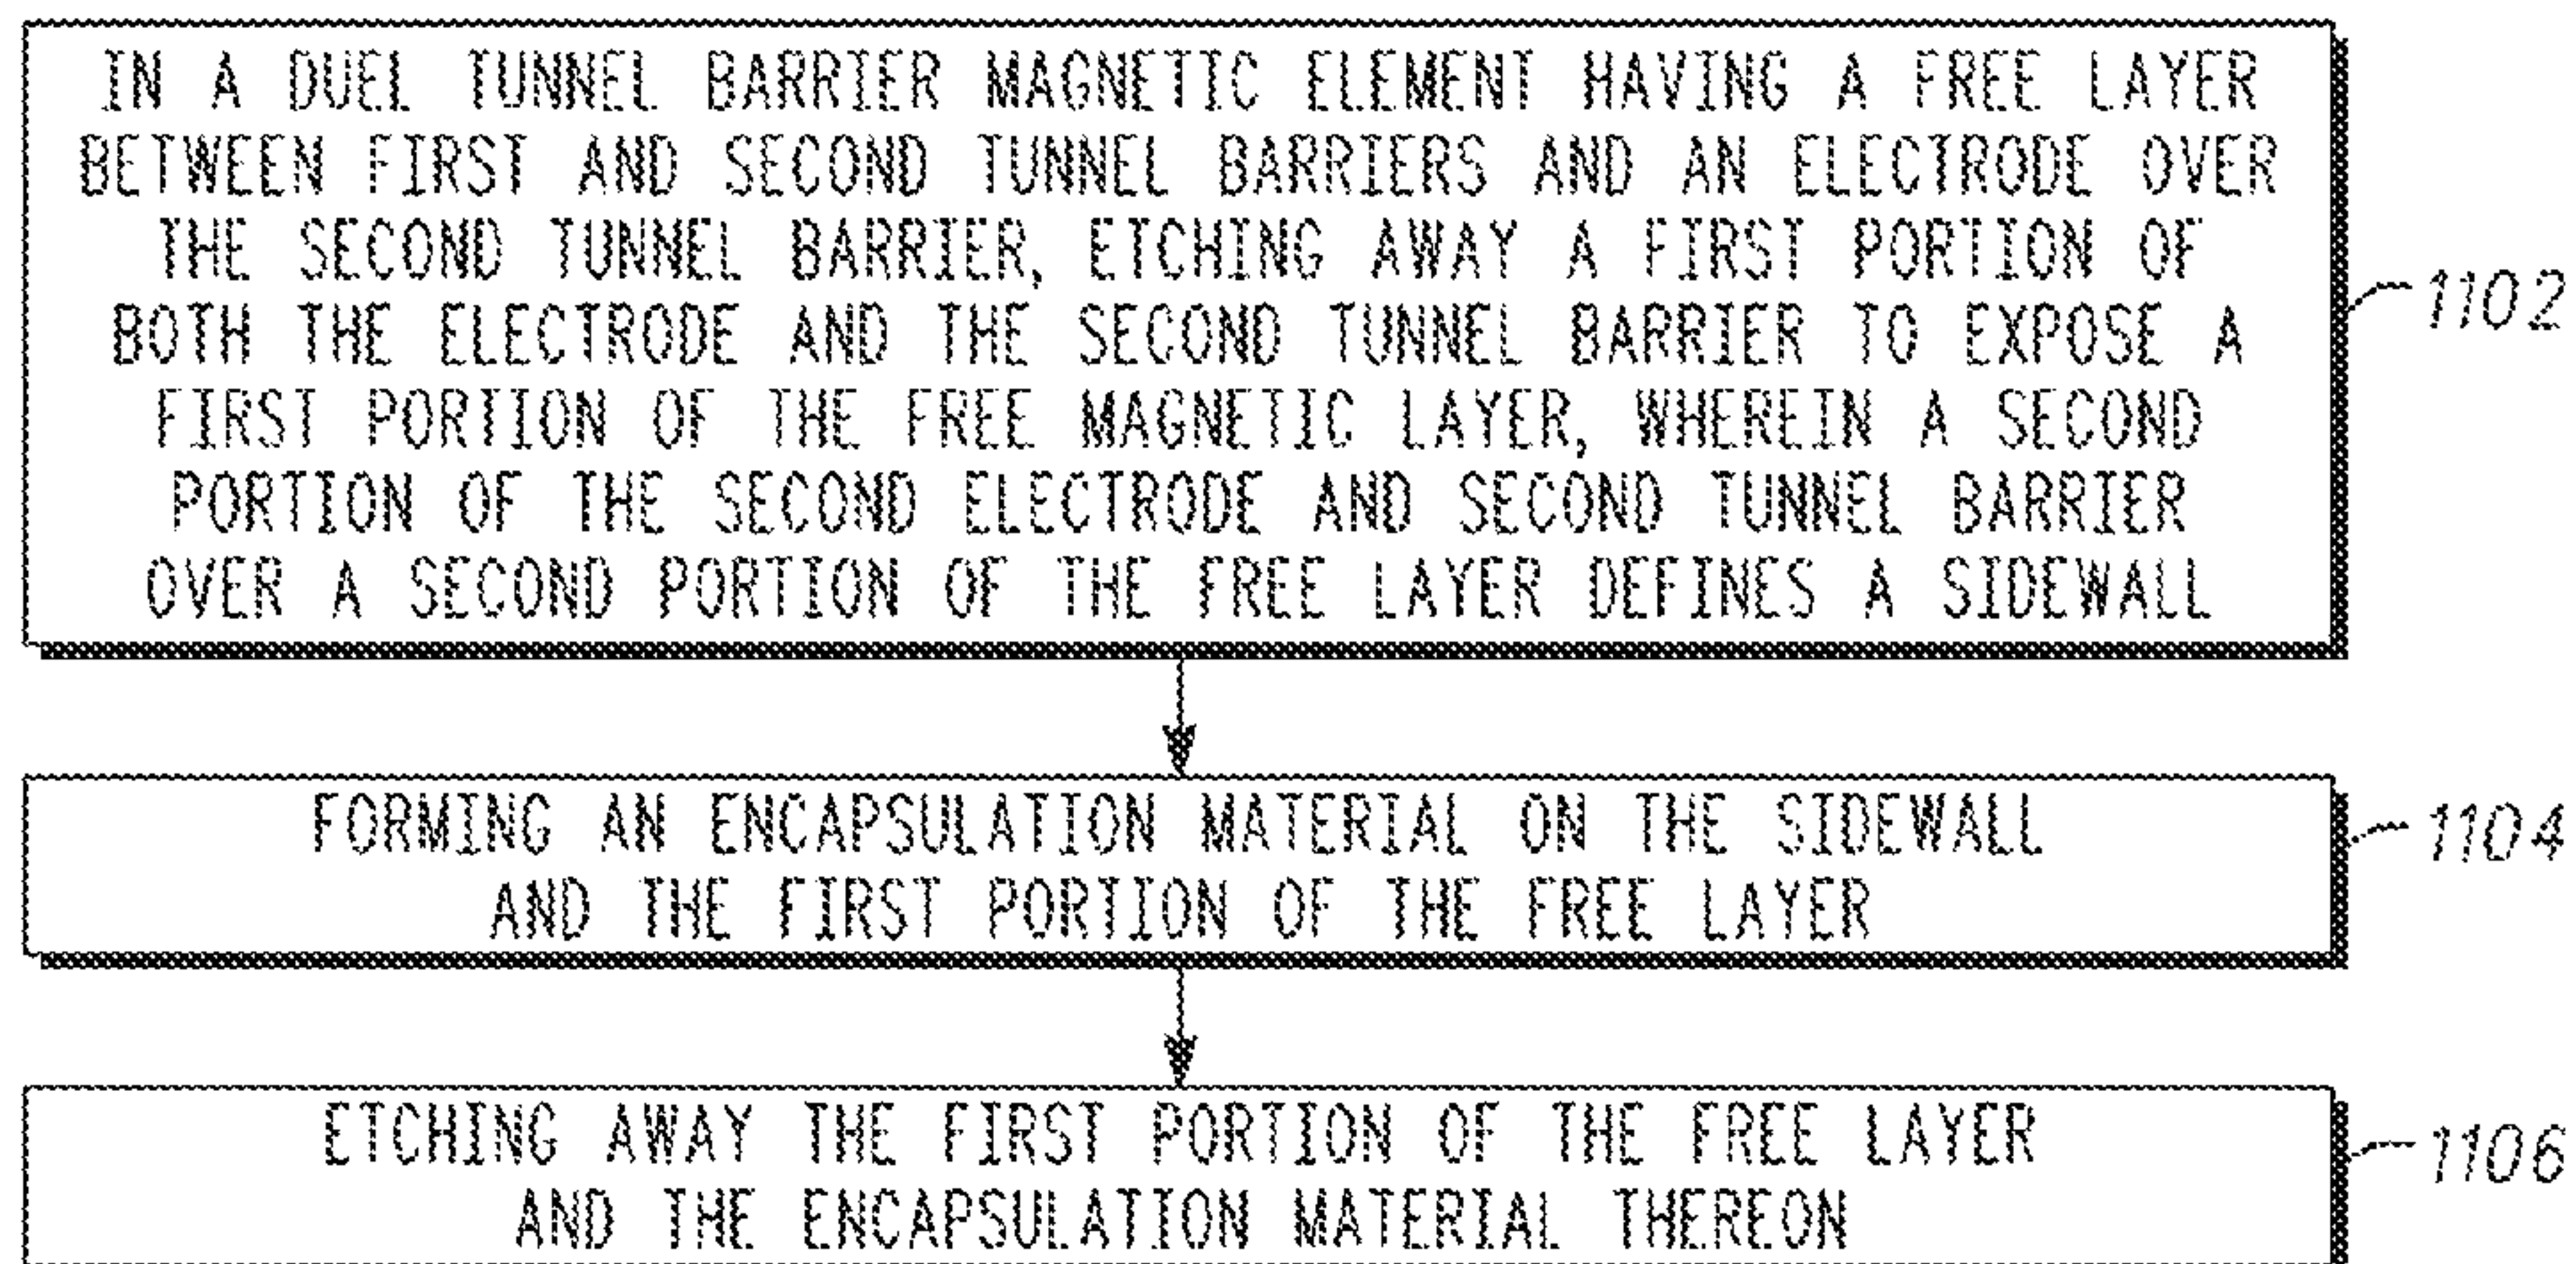 IN A DUEL TUNNEL BARRIER MAGNETIC ELEMENT HAVING A FREE LAYER
BETWEEN FIRST AND SECOND TUNNEL BARRIERS AND AN ELECTRODE OVER
THE SECOND TUNNEL BARRIER, ETCHING AWAY A FIRST PORTION OF
BOTH THE ELECTRODE AND THE SECOND TUNNEL BARRIER TO EXPOSE A
FIRST PORTION OF THE FREE MAGNETIC LAYER, WHEREIN A SECOND
PORTION OF THE SECOND ELECTRODE AND SECOND TUNNEL BARRIER
OVER A SECOND PORTION OF THE FREE LAYER DEFINES A SIDEWALL
1102
FORMING AN ENCAPSULATION MATERIAL ON THE SIDEWALL
AND THE FIRST PORTION OF THE FREE LAYER
1104
ETCHING AWAY THE FIRST PORTION OF THE FREE LAYER
AND THE ENCAPSULATION MATERIAL THEREON
1106